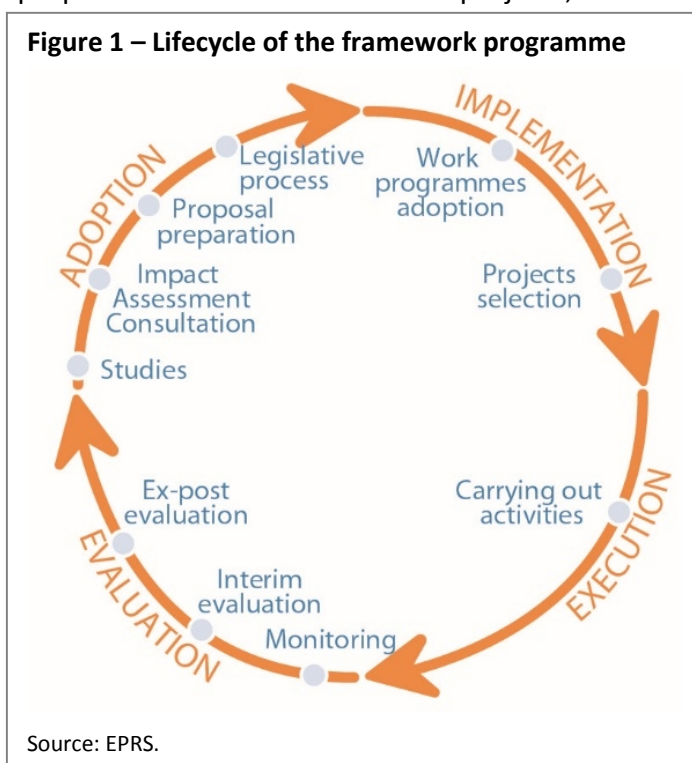 Figure 1 – Lifecycle of the framework programme
ADOPTION
IMPLEMENTATION
Legislative
process
Work
programmes
adoption
Proposal
preparation
Impact
Assessment
Consultation
Projects
selection
Studies
Ex-post
evaluation
Carrying out
activities
EXECUTION
EVALUATION
Interim
evaluation
Monitoring
Source: EPRS.